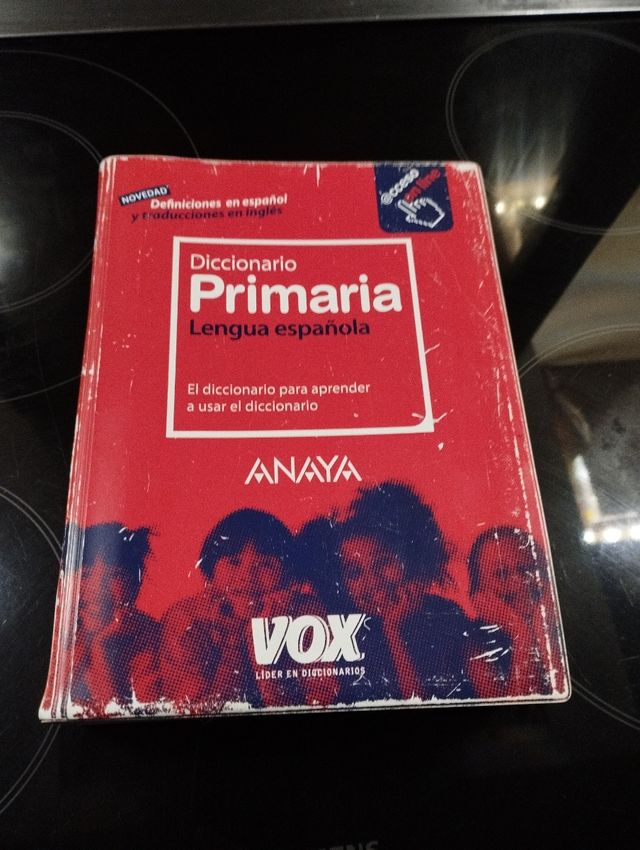 NOVEDAD
Definiciones en español
y traducciones en inglés
@cceso
on line
Diccionario
Primaria
Lengua española
El diccionario para aprender
a usar el diccionario
ANAYA
VOX
LÍDER EN DICCIONARIOS